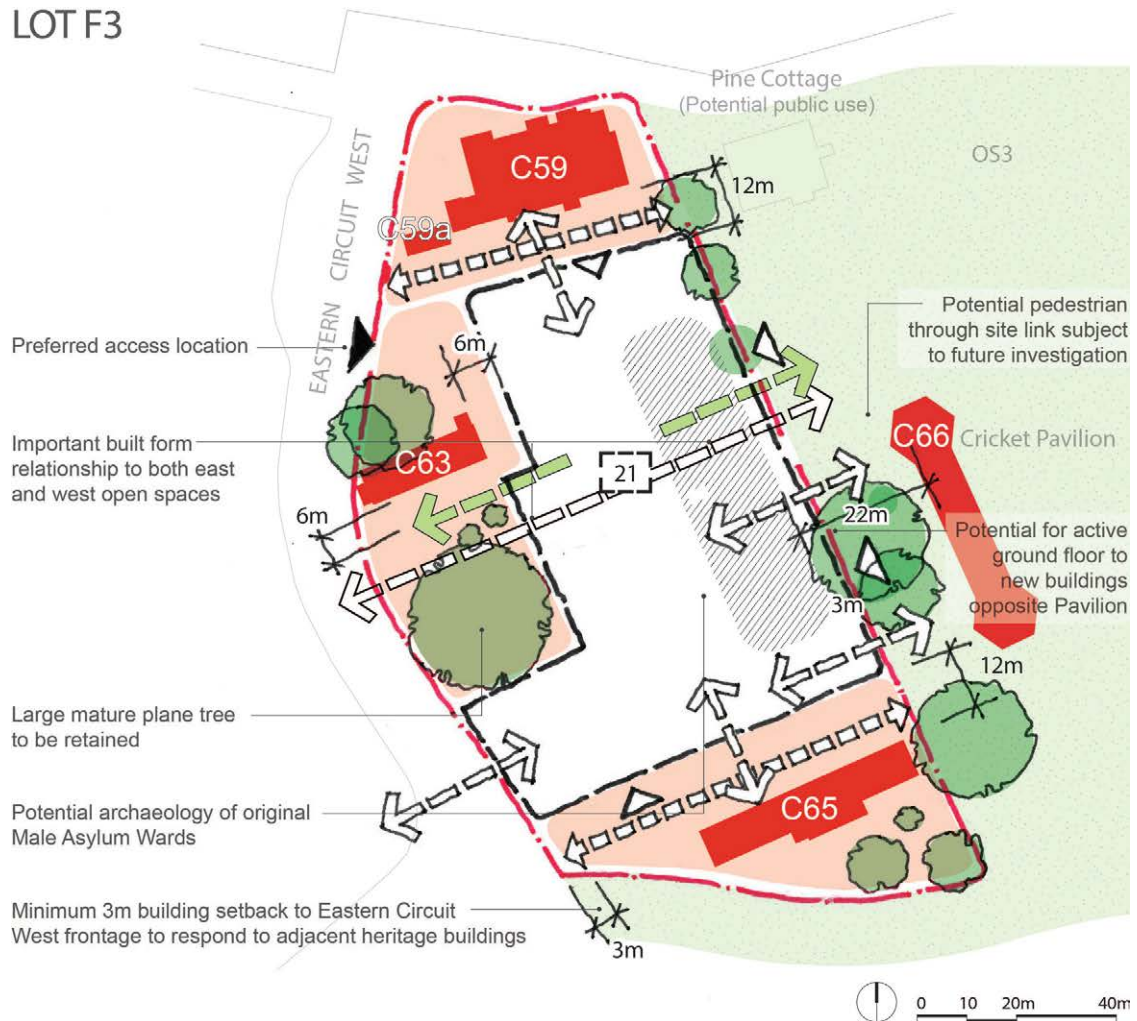 LOT F3
Pine Cottage
(Potential public use)
OS3
EASTERN CIRCUIT WEST
C59
C59a
12m
Preferred access location
6m
Potential pedestrian
through site link subject
to future investigation
Important built form
relationship to both east
and west open spaces
C63
21
C66
Cricket Pavilion
6m
22m
Potential for active
ground floor to
new buildings
opposite Pavilion
3m
12m
Large mature plane tree
to be retained
Potential archaeology of original
Male Asylum Wards
C65
Minimum 3m building setback to Eastern Circuit
West frontage to respond to adjacent heritage buildings
3m
0 10 20m 40m